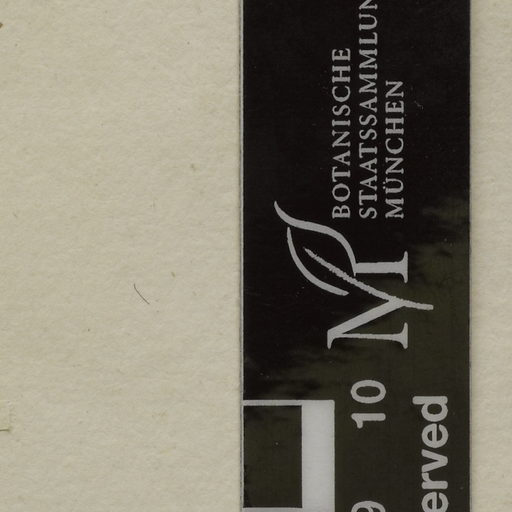 BOTANISCHE
STAATSSAMMLUN
MÜNCHEN
M
9 10
erved